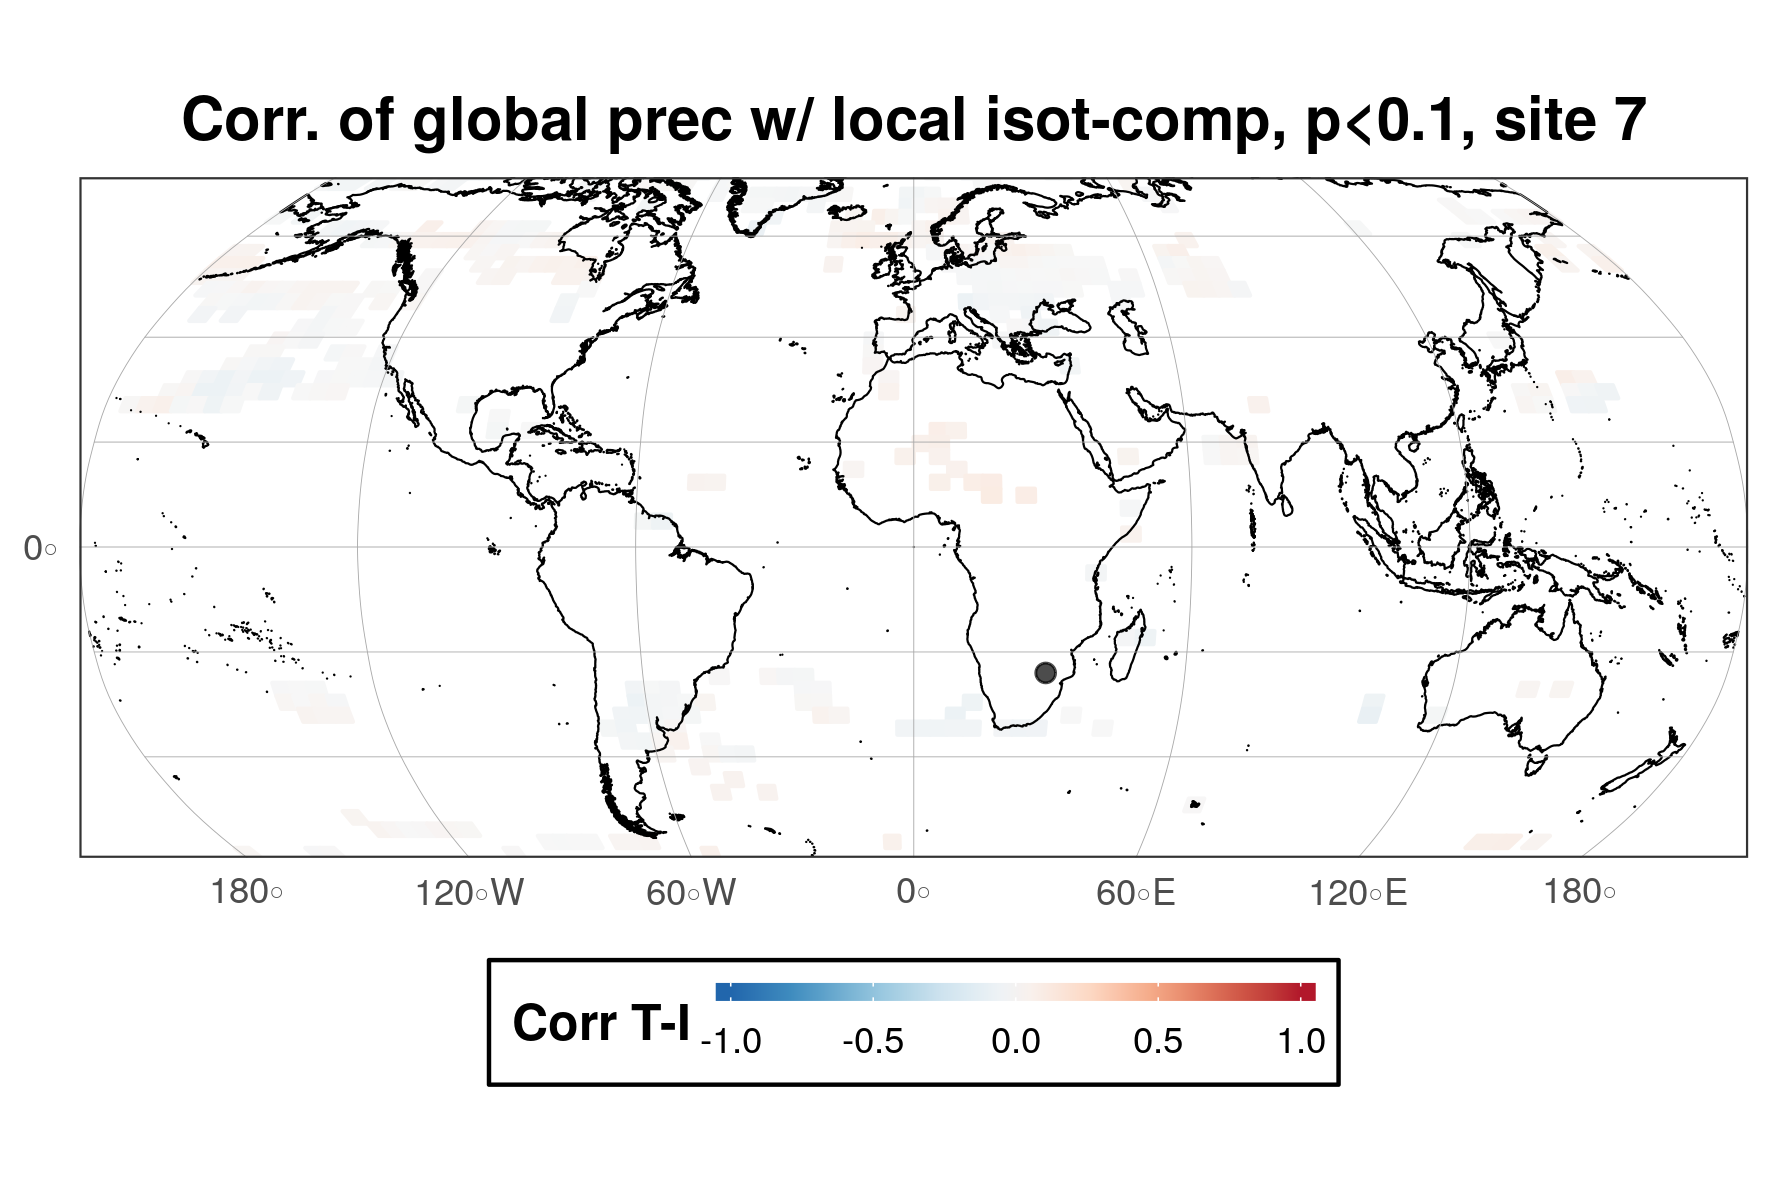 Corr. of global prec w/ local isot-comp, p<0.1, site 7
0°
180° 120°W 60°W 0° 60°E 120°E 180°
Corr T-I
-1.0 -0.5 0.0 0.5 1.0